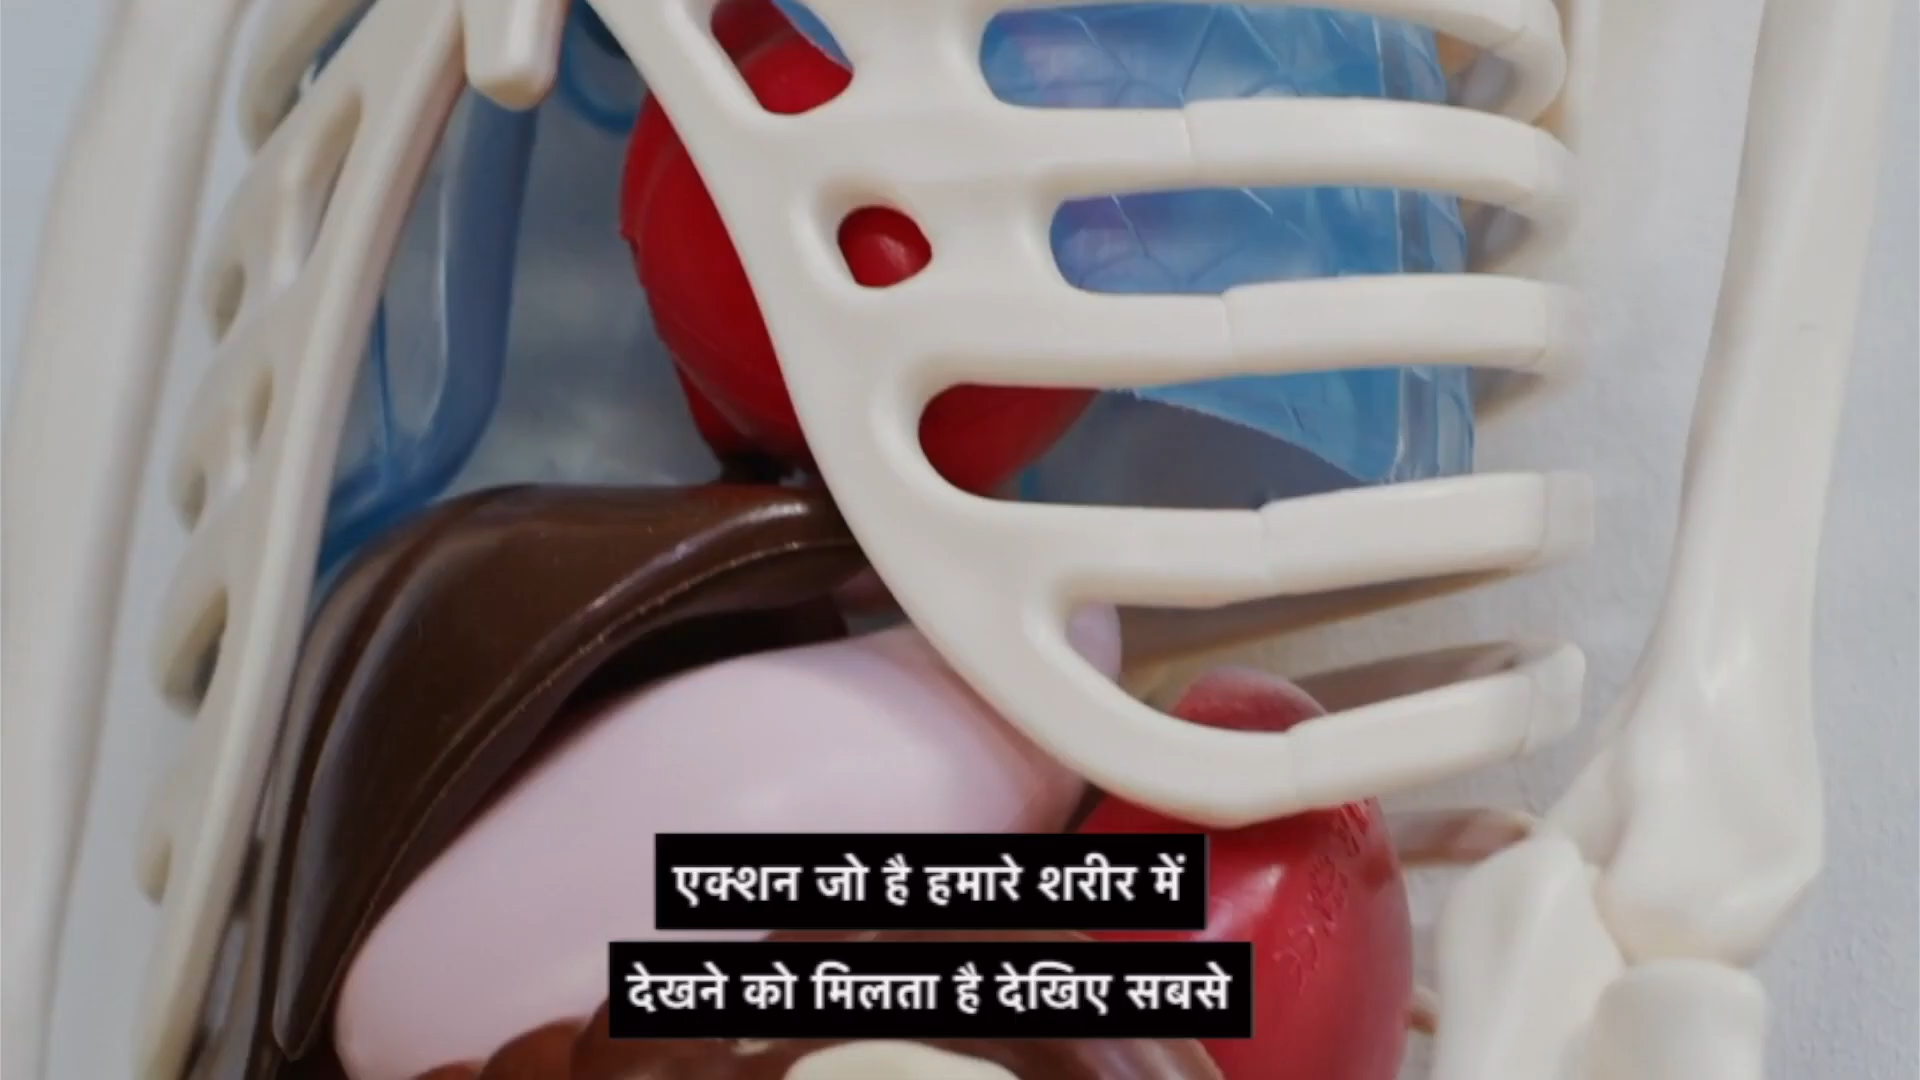 एक्शन जो है हमारे शरीर में
देखने को मिलता है देखिए सबसे